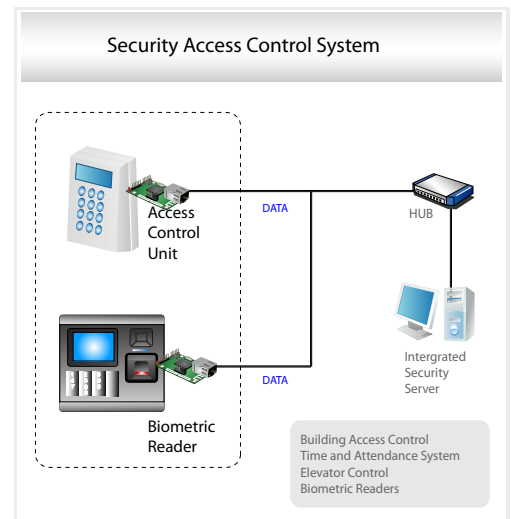 Security Access Control System
Access
Control
Unit
DATA
HUB
Biometric
Reader
DATA
Intergrated
Security
Server
Building Access Control
Time and Attendance System
Elevator Control
Biometric Readers